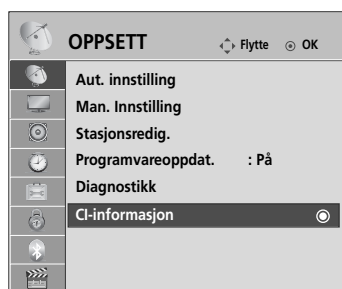 OPPSETT Flytte OK
Aut. innstilling
Man. Innstilling
Stasjonsredig.
Programvareoppdat. : På
Diagnostikk
CI-informasjon